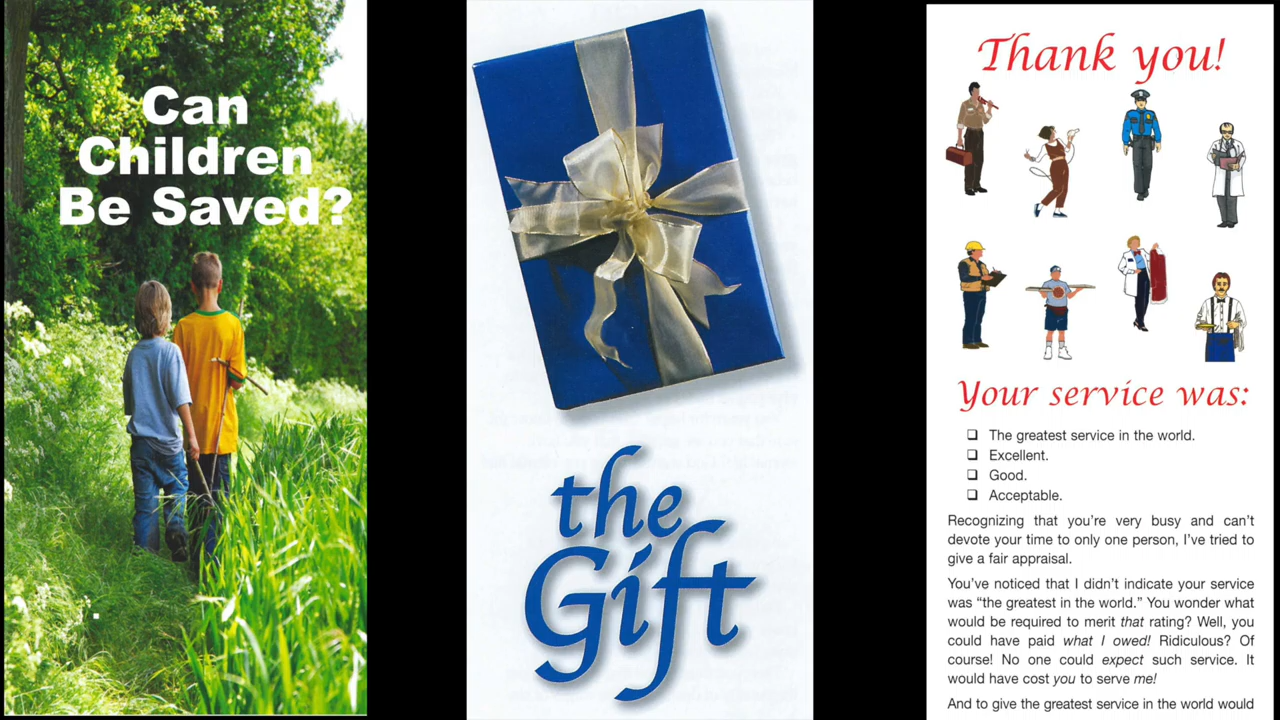 Can
Children
Be Saved?
the
Gift
Thank you!
Your service was:
❑ The greatest service in the world.
❑ Excellent.
❑ Good.
❑ Acceptable.
Recognizing that you're very busy and can't
devote your time to only one person, I've tried to
give a fair appraisal.
You've noticed that I didn't indicate your service
was “the greatest in the world.” You wonder what
would be required to merit that rating? Well, you
could have paid what I owed! Ridiculous? Of
course! No one could expect such service. It
would have cost you to serve me!
And to give the greatest service in the world would